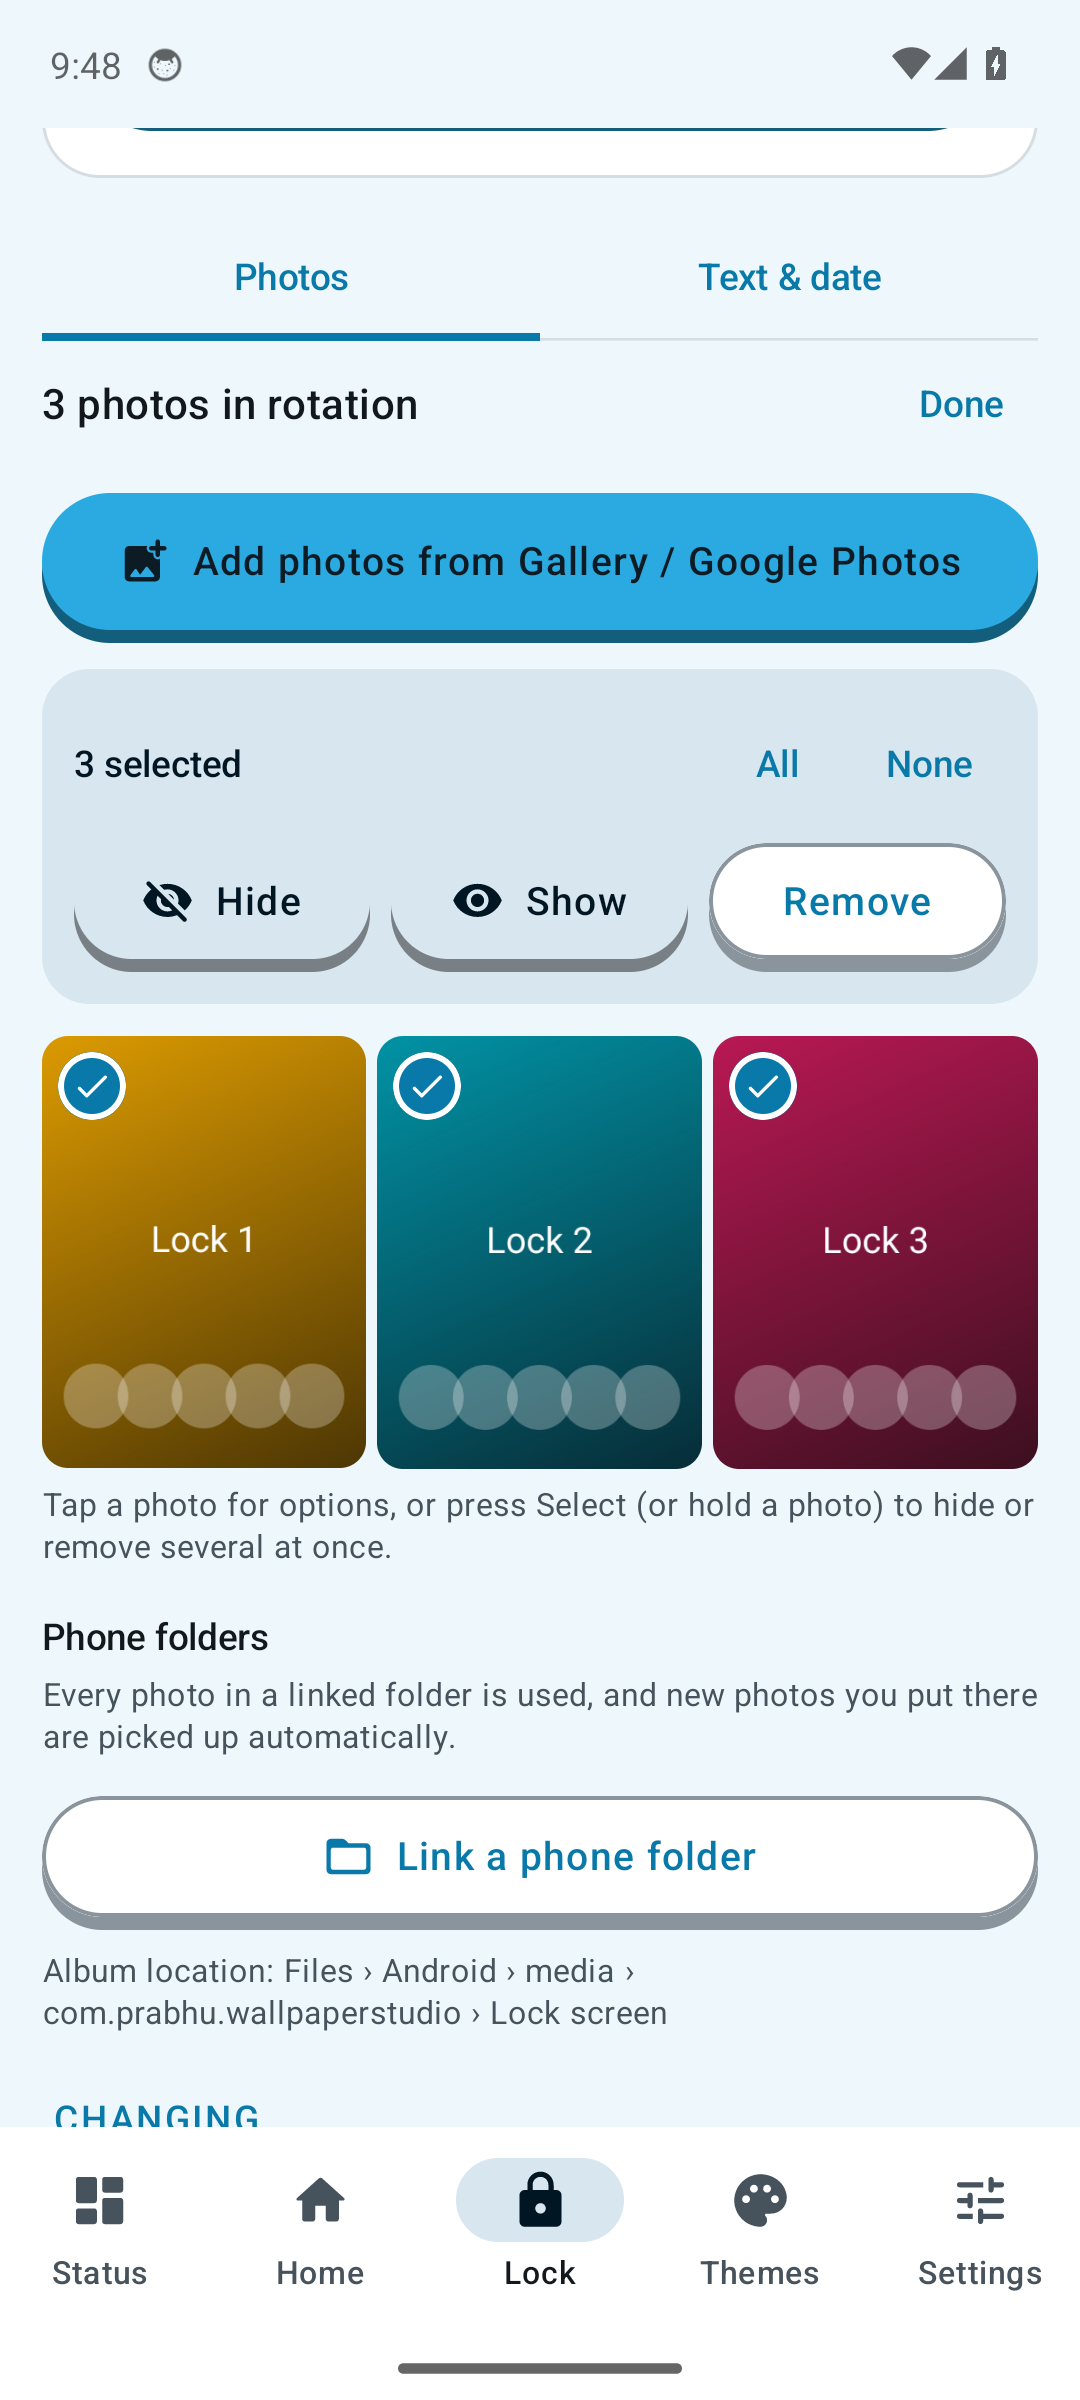 9:48
Photos
Text & date
3 photos in rotation
Done
Add photos from Gallery / Google Photos
3 selected
All
None
Hide
Show
Remove
Lock 1
Lock 2
Lock 3
Tap a photo for options, or press Select (or hold a photo) to hide or
remove several at once.
Phone folders
Every photo in a linked folder is used, and new photos you put there
are picked up automatically.
Link a phone folder
Album location: Files › Android › media ›
com.prabhu.wallpaperstudio › Lock screen
CHANGING
Status
Home
Lock
Themes
Settings